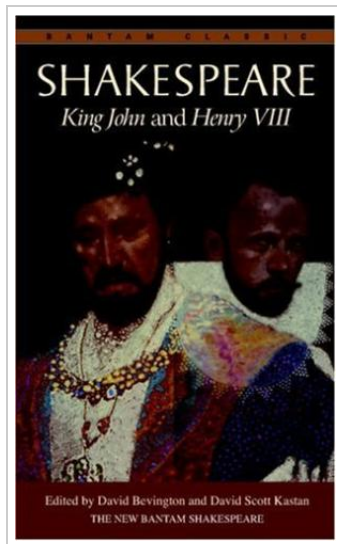 BANTAM CLASSIC
SHAKESPEARE
King John and Henry VIII
Edited by David Bevington and David Scott Kastan
THE NEW BANTAM SHAKESPEARE